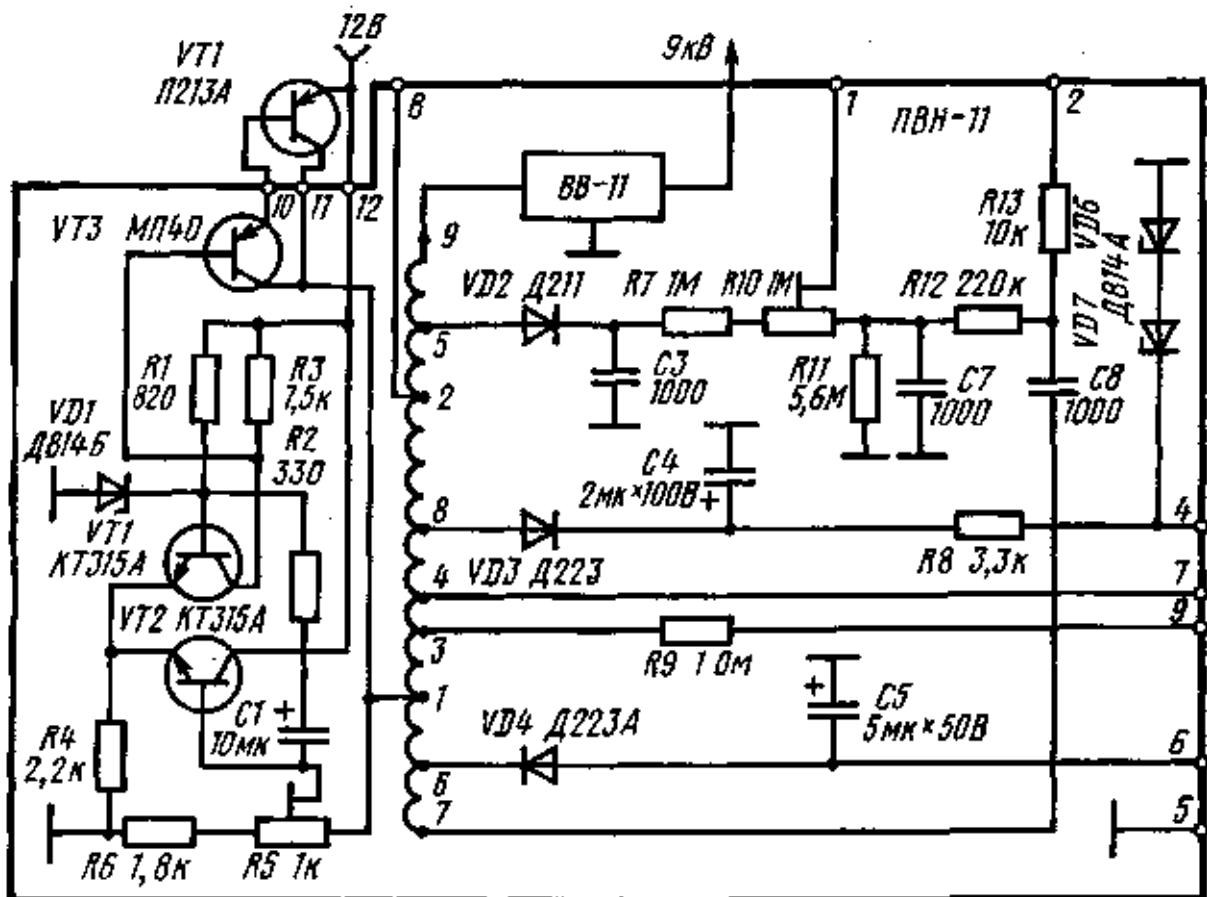 12В
9кВ
VT1
П213А
8
1
2
ПВН-11
ВВ-11
10
11
12
VT3
МП40
9
R13
10к
VD6
VD7
Д814А
VD2 Д211
R7 1М
R10 1М
R12 220к
5
R1
820
R3
1,5к
2
C3
1000
R11
5,6М
C7
1000
C8
1000
VD1
Д814Б
R2
330
C4
2мк×100В
+
VT1
КТ315А
8
4
VD3 Д223
R8 3,3к
4
7
VT2 КТ315А
9
3
R9 1 Ом
C1
+
10мк
1
+
C5
5мк×50В
R4
2,2к
VD4 Д223А
6
6
7
5
R6 1,8к
R5 1к